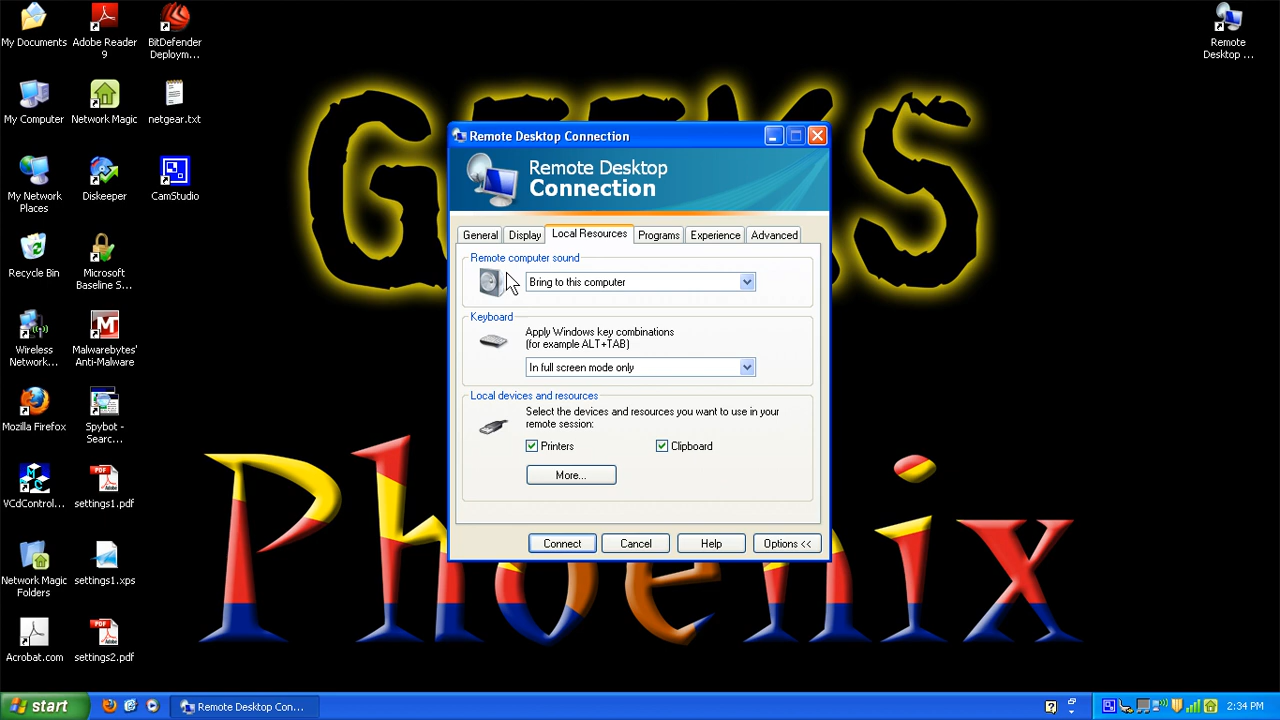 My Documents
Adobe Reader
9
BitDefender
Deploym...
Remote
Desktop ...
My Computer
Network Magic
netgear.txt
My Network
Places
Diskeeper
CamStudio
Recycle Bin
Microsoft
Baseline S...
Wireless
Network...
Malwarebytes'
Anti-Malware
Mozilla Firefox
Spybot -
Searc...
VCdControl...
settings1.pdf
Network Magic
Folders
settings1.xps
Acrobat.com
settings2.pdf
GEEKS
Phoenix
Remote Desktop Connection
Remote Desktop
Connection
General
Display
Local Resources
Programs
Experience
Advanced
Remote computer sound
Bring to this computer
Keyboard
Apply Windows key combinations
(for example ALT+TAB)
In full screen mode only
Local devices and resources
Select the devices and resources you want to use in your
remote session:
Printers
Clipboard
More...
Connect
Cancel
Help
Options <<
start
Remote Desktop Con...
2:34 PM